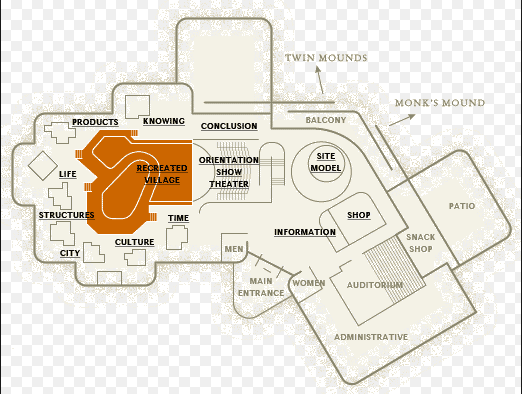 TWIN MOUNDS
MONK'S MOUND
PRODUCTS
KNOWING
CONCLUSION
BALCONY
LIFE
RECREATED
VILLAGE
ORIENTATION
SHOW
THEATER
SITE
MODEL
STRUCTURES
TIME
SHOP
PATIO
CITY
CULTURE
INFORMATION
MEN
SNACK
SHOP
MAIN
ENTRANCE
WOMEN
AUDITORIUM
ADMINISTRATIVE